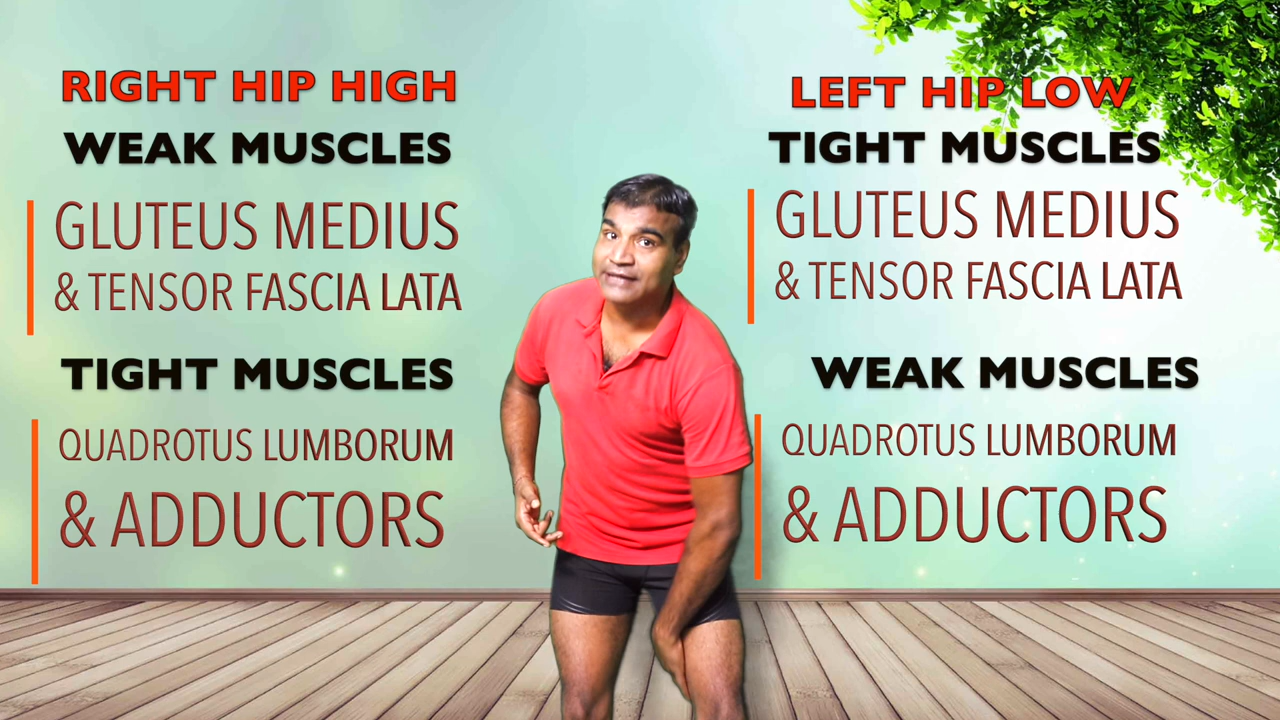 RIGHT HIP HIGH
WEAK MUSCLES
GLUTEUS MEDIUS
& TENSOR FASCIA LATA
TIGHT MUSCLES
QUADROTUS LUMBORUM
& ADDUCTORS
LEFT HIP LOW
TIGHT MUSCLES
GLUTEUS MEDIUS
& TENSOR FASCIA LATA
WEAK MUSCLES
QUADROTUS LUMBORUM
& ADDUCTORS